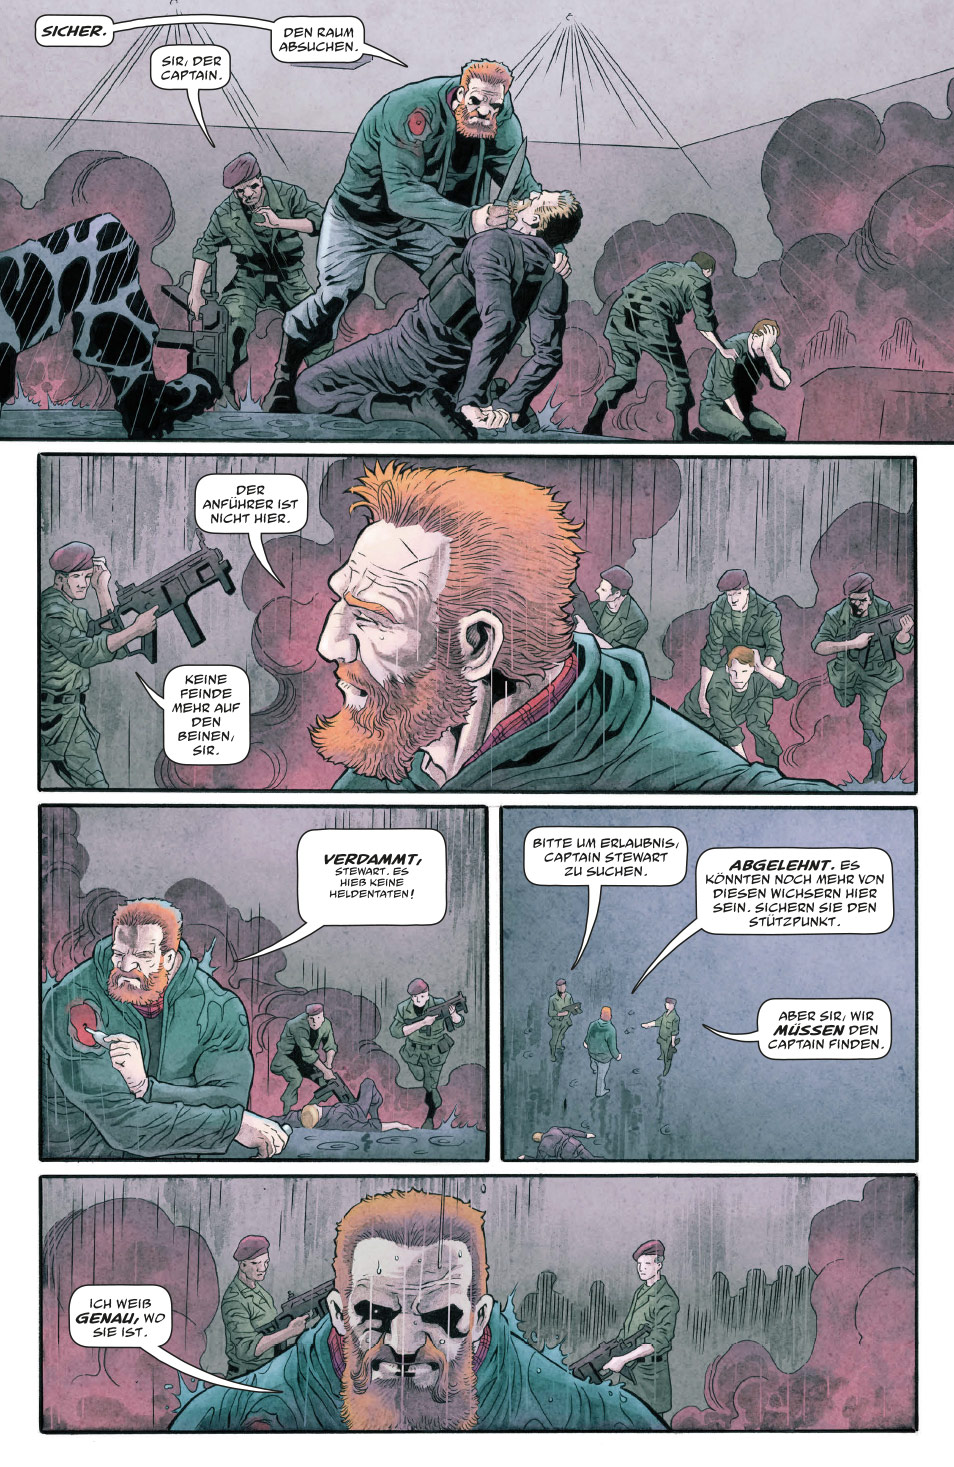 SICHER.
DEN RAUM
ABSUCHEN.
SIR, DER
CAPTAIN.
DER
ANFÜHRER IST
NICHT HIER.
KEINE
FEINDE
MEHR AUF
DEN
BEINEN,
SIR.
VERDAMMT,
STEWART. ES
HIEß KEINE
HELDENTATEN!
BITTE UM ERLAUBNIS,
CAPTAIN STEWART
ZU SUCHEN.
ABGELEHNT. ES
KÖNNTEN NOCH MEHR VON
DIESEN WICHSERN HIER
SEIN. SICHERN SIE DEN
STÜTZPUNKT.
ABER SIR, WIR
MÜSSEN DEN
CAPTAIN FINDEN.
ICH WEIß
GENAU, WO
SIE IST.